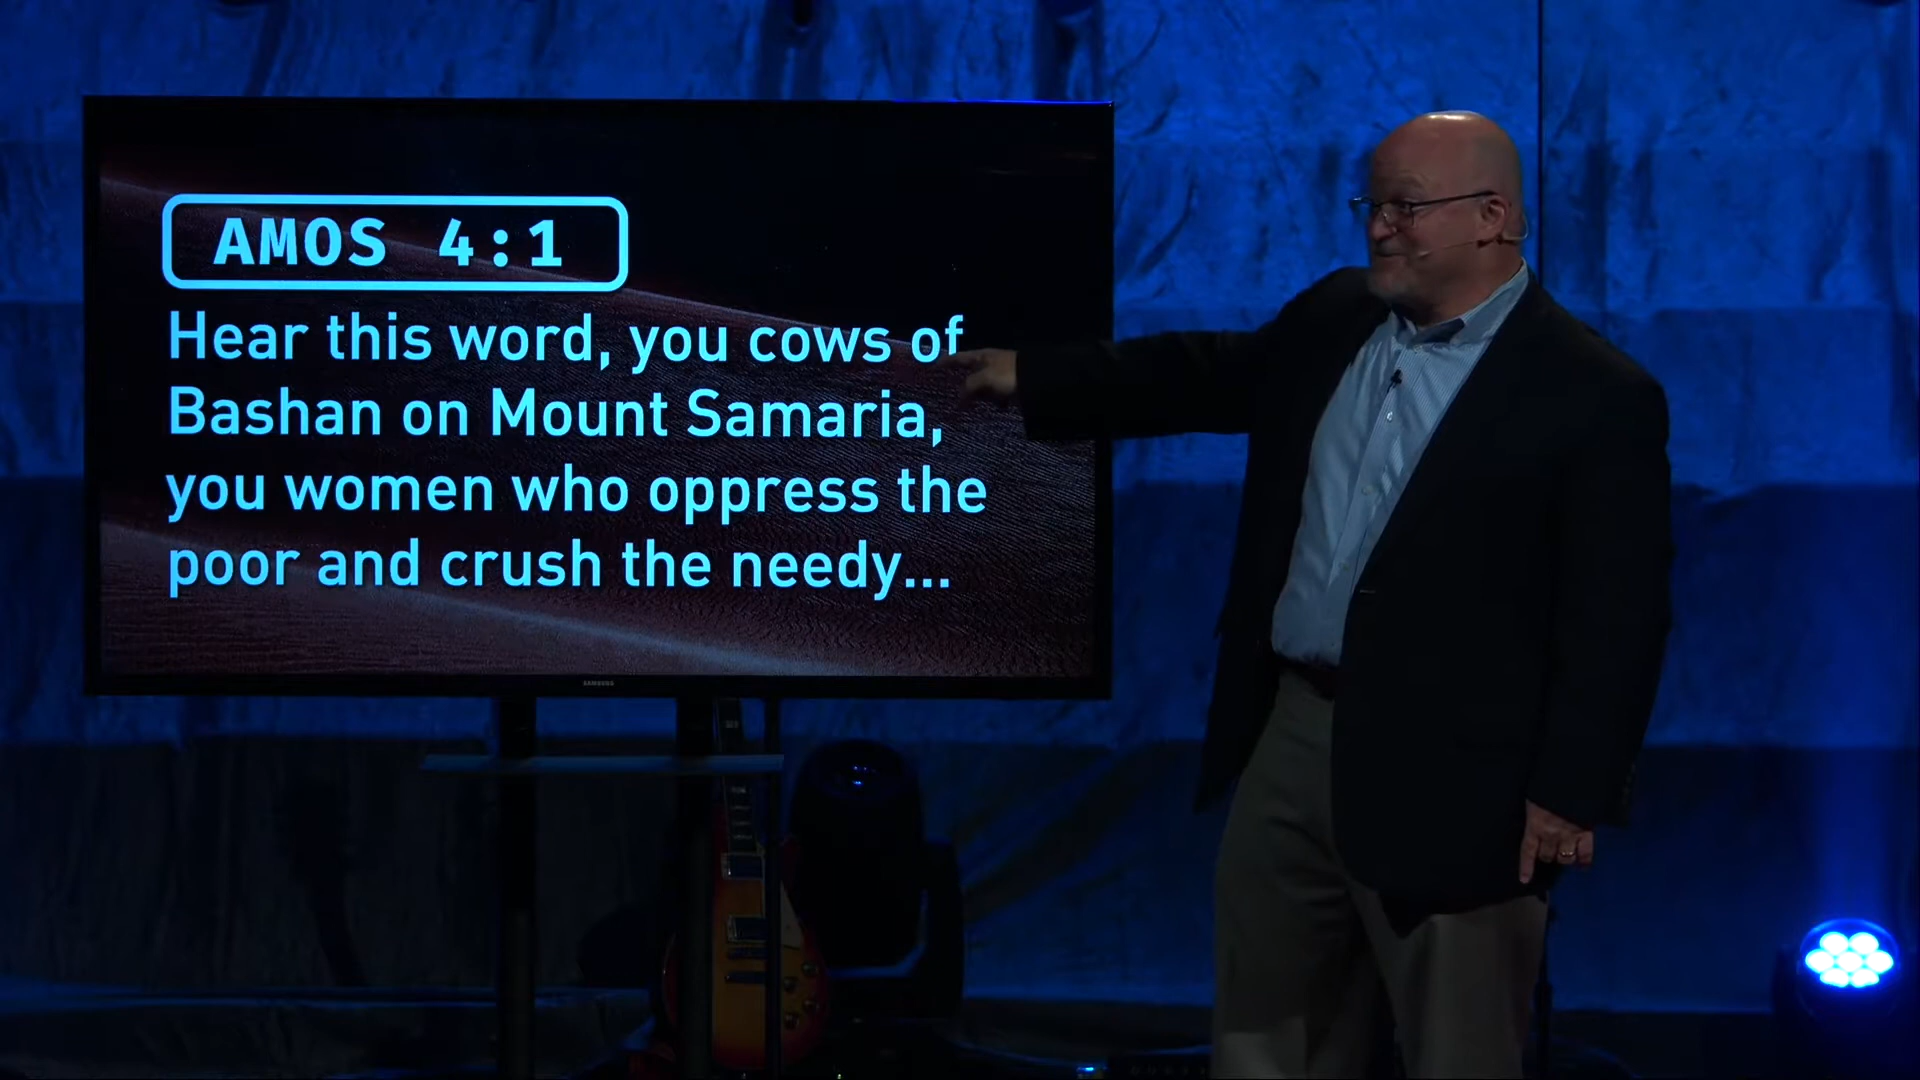 AMOS 4:1
Hear this word, you cows of
Bashan on Mount Samaria,
you women who oppress the
poor and crush the needy...
SAMSUNG